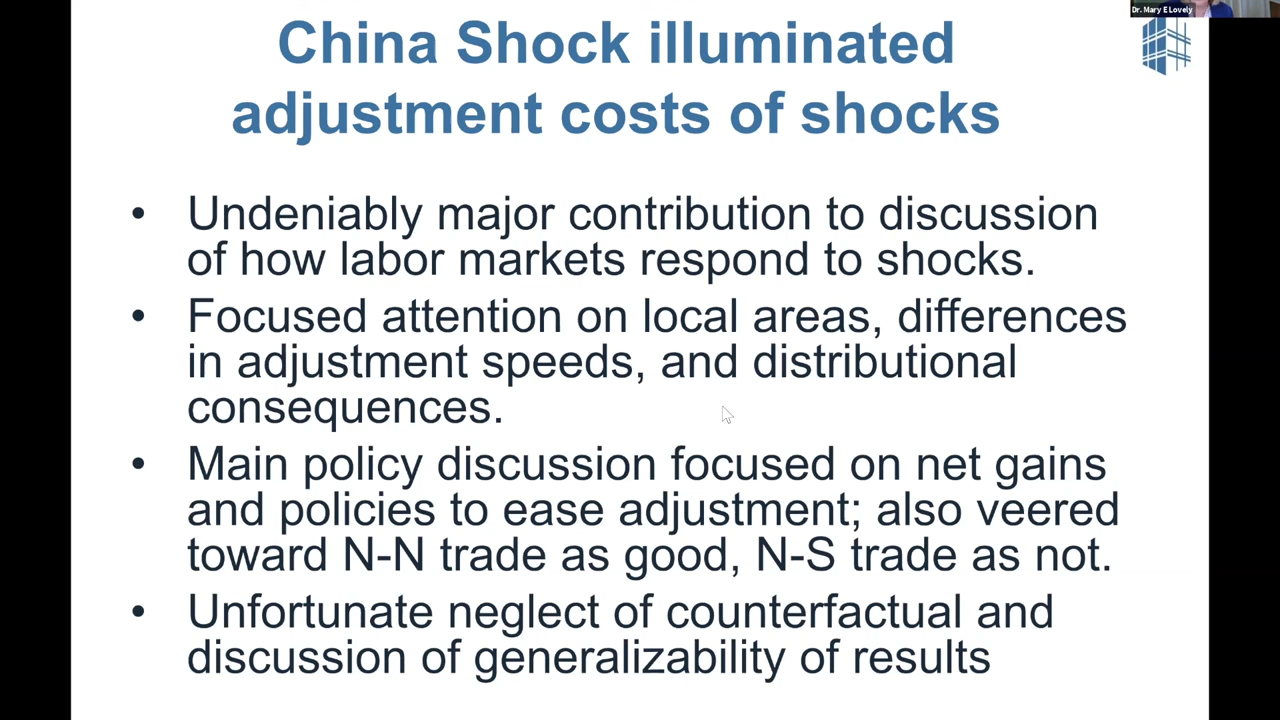 Dr. Mary E Lovely
China Shock illuminated
adjustment costs of shocks
• Undeniably major contribution to discussion
of how labor markets respond to shocks.
• Focused attention on local areas, differences
in adjustment speeds, and distributional
consequences.
• Main policy discussion focused on net gains
and policies to ease adjustment; also veered
toward N-N trade as good, N-S trade as not.
• Unfortunate neglect of counterfactual and
discussion of generalizability of results